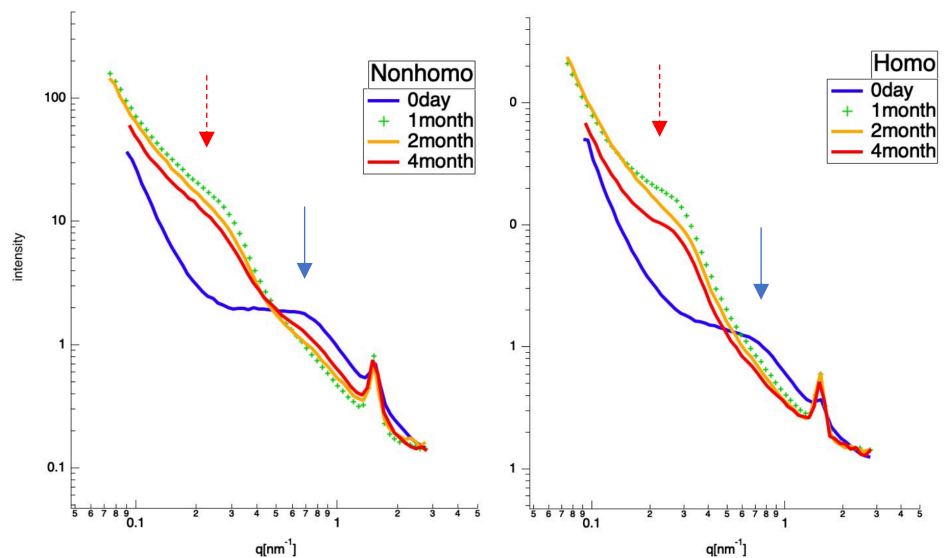 Nonhomo
0day
1month
2month
4month
100
10
1
0.1
intensity
5 6 7 8 9 0.1 2 3 4 5 6 7 8 9 1 2 3 4 5
q[nm⁻¹]
Homo
0day
1month
2month
4month
0
0
1
1
5 6 7 8 9 0.1 2 3 4 5 6 7 8 9 1 2 3 4 5
q[nm⁻¹]